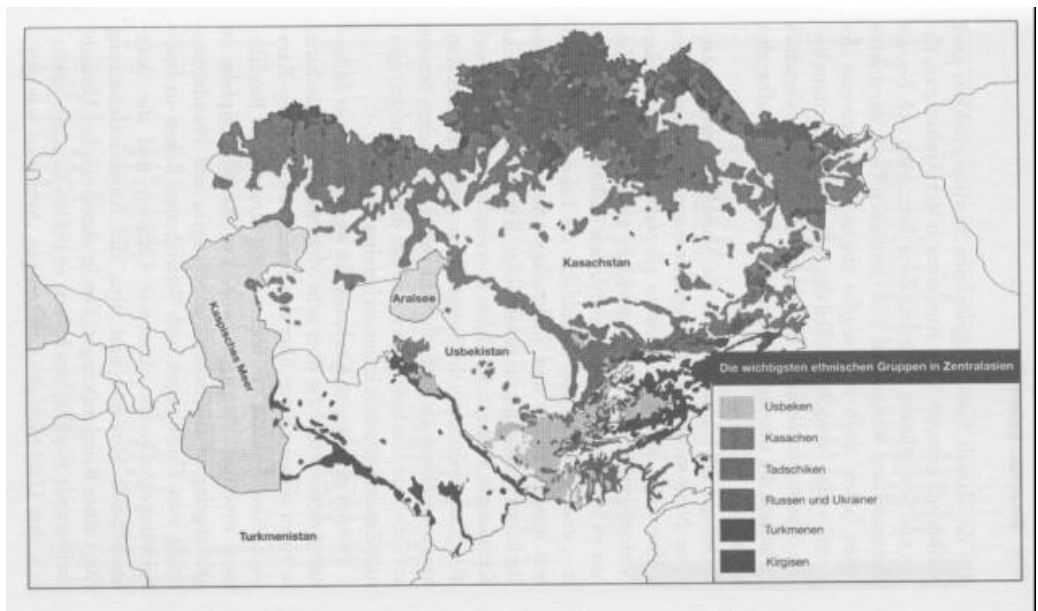 Kasachstan
Aralsee
Kaspisches Meer
Usbekistan
Turkmenistan
Die wichtigsten ethnischen Gruppen in Zentralasien
Usbeken
Kasachen
Tadschiken
Russen und Ukrainer
Turkmenen
Kirgisen